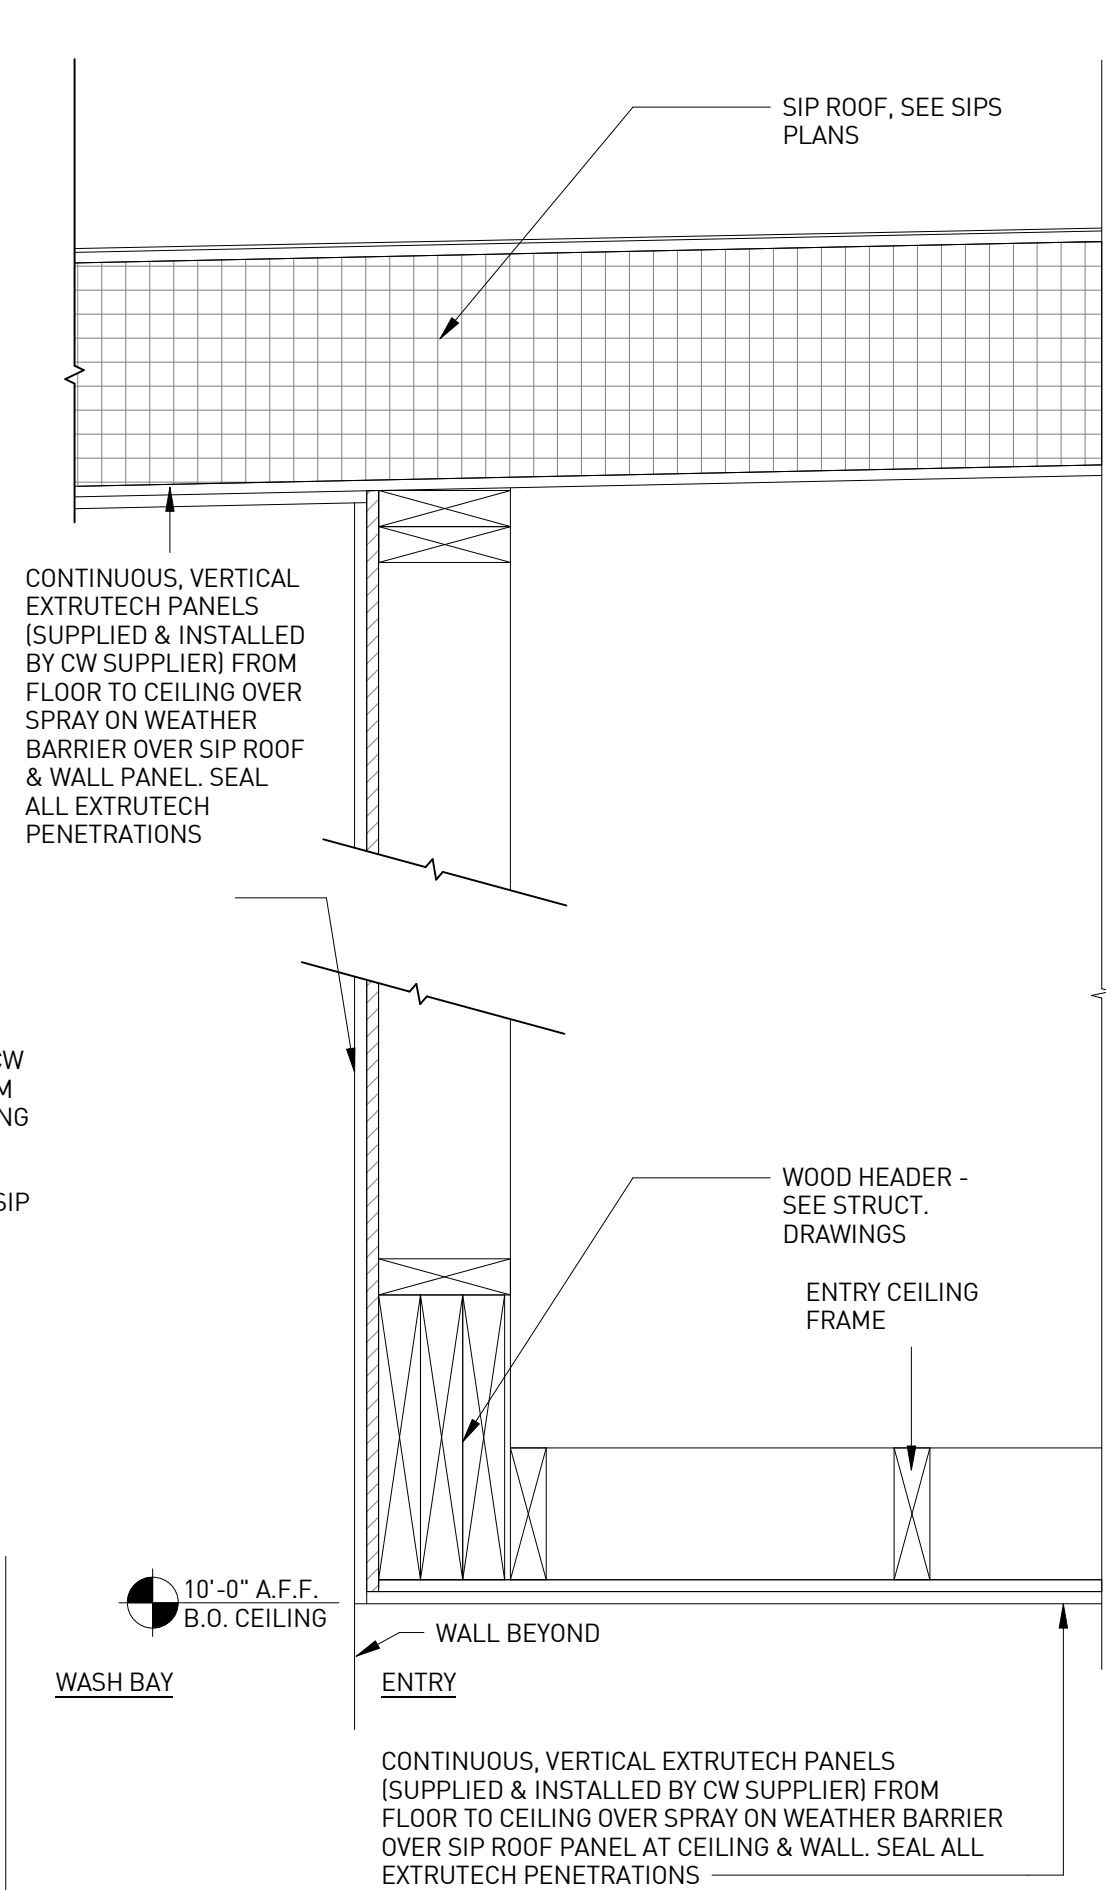 SIP ROOF, SEE SIPS
PLANS
CONTINUOUS, VERTICAL
EXTRUTECH PANELS
(SUPPLIED & INSTALLED
BY CW SUPPLIER) FROM
FLOOR TO CEILING OVER
SPRAY ON WEATHER
BARRIER OVER SIP ROOF
& WALL PANEL. SEAL
ALL EXTRUTECH
PENETRATIONS
CW
M
NG
SIP
WOOD HEADER -
SEE STRUCT.
DRAWINGS
ENTRY CEILING
FRAME
10'-0" A.F.F.
B.O. CEILING
WALL BEYOND
WASH BAY
ENTRY
CONTINUOUS, VERTICAL EXTRUTECH PANELS
(SUPPLIED & INSTALLED BY CW SUPPLIER) FROM
FLOOR TO CEILING OVER SPRAY ON WEATHER BARRIER
OVER SIP ROOF PANEL AT CEILING & WALL. SEAL ALL
EXTRUTECH PENETRATIONS